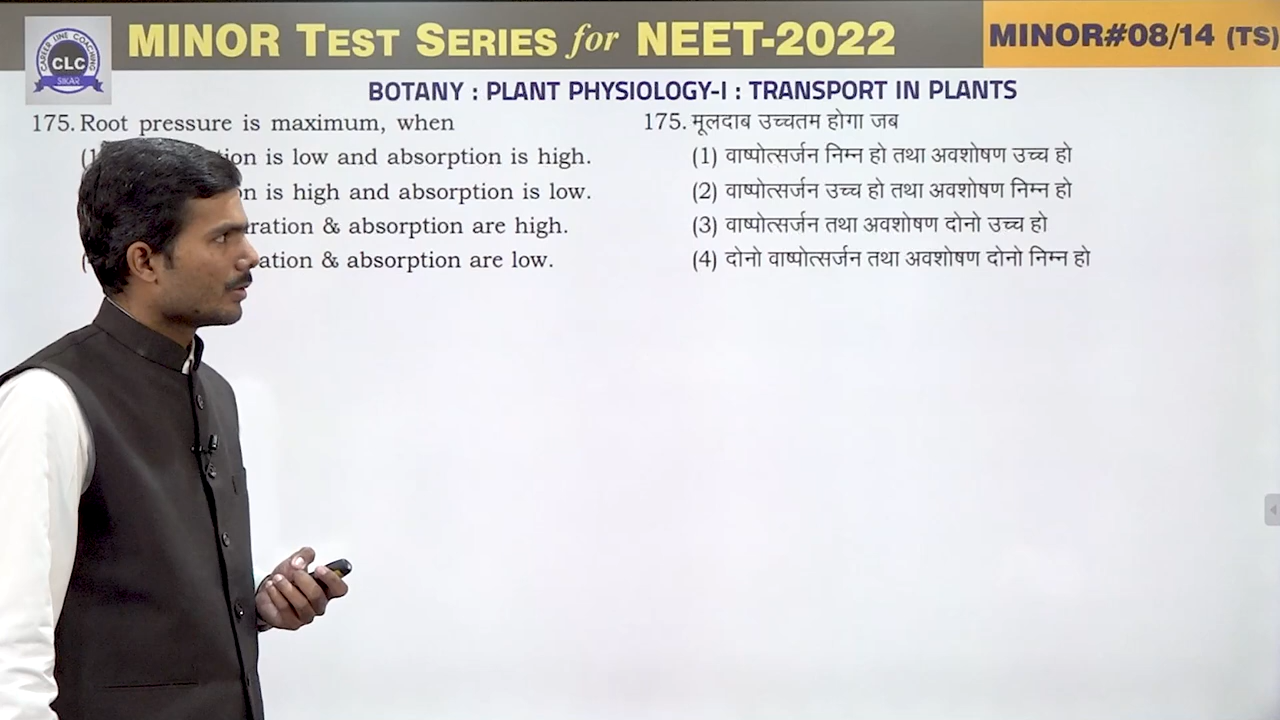 CAREER LINE COACHING
CLC
SIKAR
MINOR TEST SERIES for NEET-2022
MINOR#08/14 (TS)
BOTANY : PLANT PHYSIOLOGY-I : TRANSPORT IN PLANTS
175. Root pressure is maximum, when
is low and absorption is high.
is high and absorption is low.
& absorption are high.
& absorption are low.
175. मूलदाब उच्चतम होगा जब
(1) वाष्पोत्सर्जन निम्न हो तथा अवशोषण उच्च हो
(2) वाष्पोत्सर्जन उच्च हो तथा अवशोषण निम्न हो
(3) वाष्पोत्सर्जन तथा अवशोषण दोनो उच्च हो
(4) दोनो वाष्पोत्सर्जन तथा अवशोषण दोनो निम्न हो